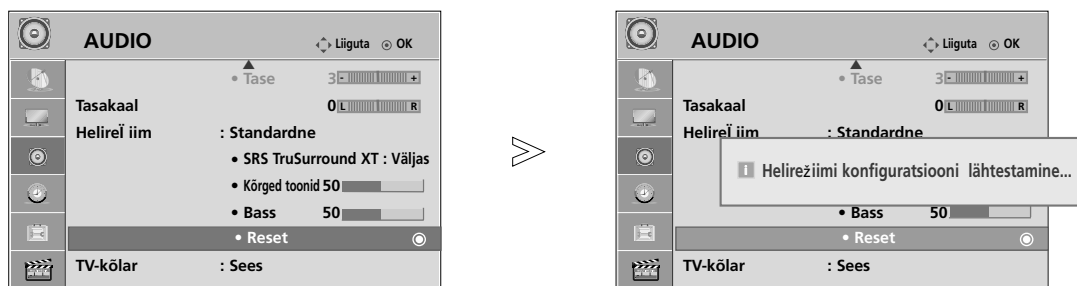 AUDIO
Liiguta OK
• Tase 3 - +
Tasakaal 0 L R
HelireÏ iim : Standardne
• SRS TruSurround XT : Väljas
• Kõrged toonid 50
• Bass 50
• Reset
TV-kõlar : Sees
AUDIO
Liiguta OK
• Tase 3 - +
Tasakaal 0 L R
HelireÏ iim : Standardne
i Helirežiimi konfiguratsiooni lähtestamine...
• Bass 50
• Reset
TV-kõlar : Sees